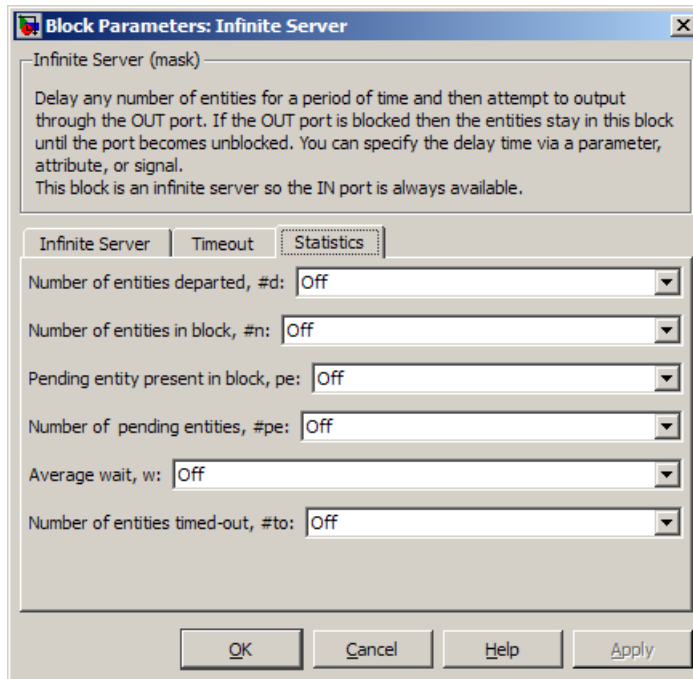 Block Parameters: Infinite Server
Infinite Server (mask)
Delay any number of entities for a period of time and then attempt to output
through the OUT port. If the OUT port is blocked then the entities stay in this block
until the port becomes unblocked. You can specify the delay time via a parameter,
attribute, or signal.
This block is an infinite server so the IN port is always available.
Infinite Server Timeout Statistics
Number of entities departed, #d: Off
Number of entities in block, #n: Off
Pending entity present in block, pe: Off
Number of pending entities, #pe: Off
Average wait, w: Off
Number of entities timed-out, #to: Off
OK Cancel Help Apply